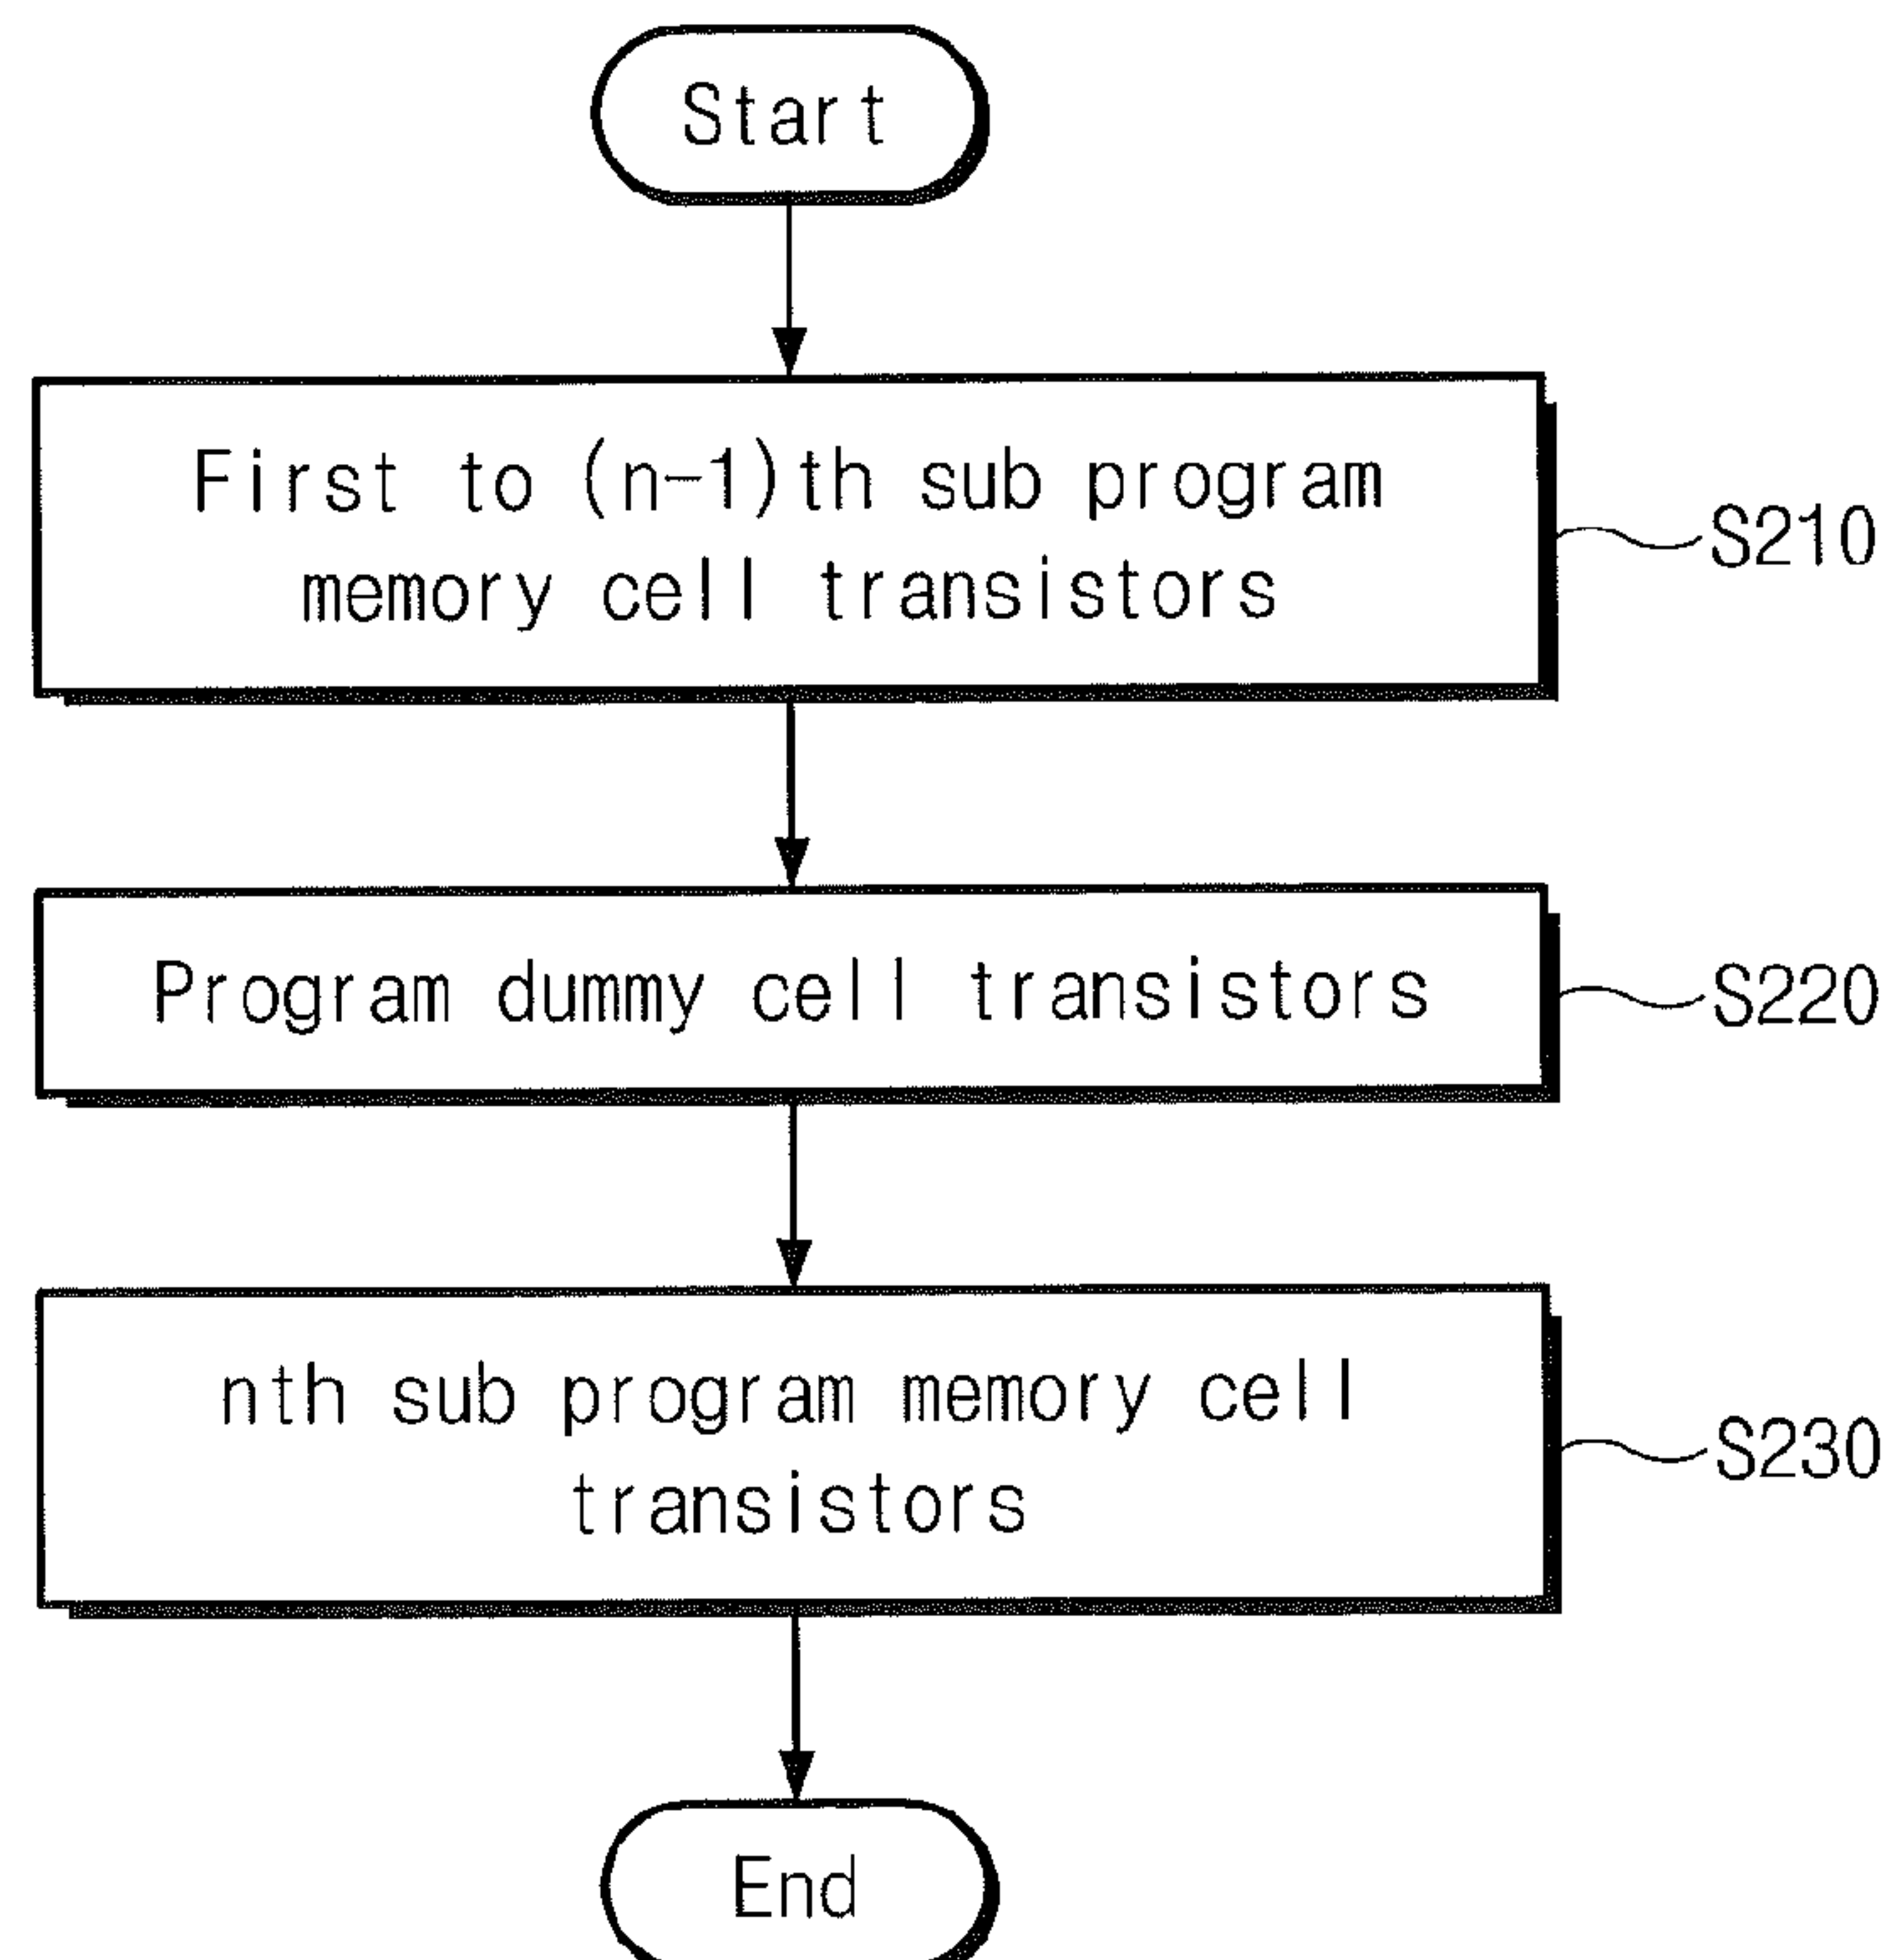 Start
First to (n-1)th sub program
memory cell transistors
S210
Program dummy cell transistors
S220
nth sub program memory cell
transistors
S230
End